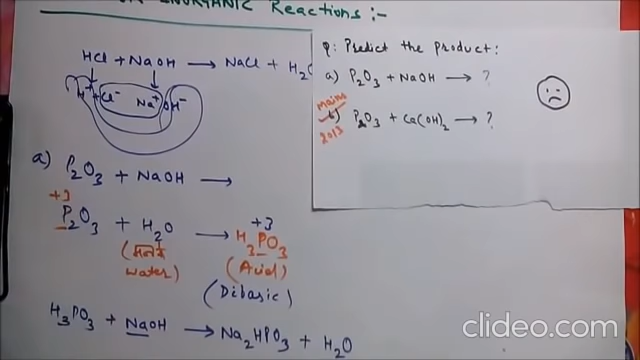 INORGANIC Reactions :-
HCl + NaOH → NaCl + H₂O
H⁺ + Cl⁻ Na⁺ OH⁻
Q: Predict the product:
a) P₂O₃ + NaOH → ?
Mains 2013
b) P₂O₃ + Ca(OH)₂ → ?
a) P₂O₃ + NaOH →
+3 +3
P₂O₃ + H₂O → H₃PO₃
water) (Acid)
(Dibasic)
H₃PO₃ + NaOH → Na₂HPO₃ + H₂O
clideo.com